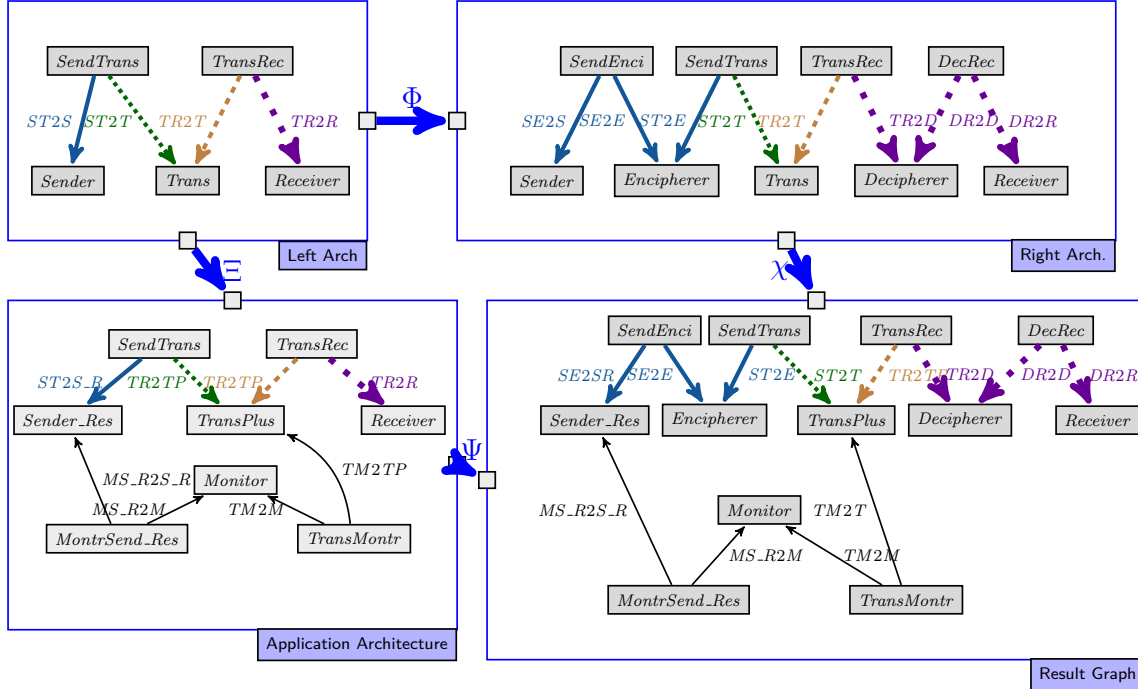 SendTrans TransRec
ST2S ST2T TR2T TR2R
Sender Trans Receiver
Left Arch
Φ
SendEnci SendTrans TransRec DecRec
SE2S SE2E ST2E ST2T TR2T TR2D DR2D DR2R
Sender Encipherer Trans Decipherer Receiver
Right Arch.
Ξ
χ
SendTrans TransRec
ST2S_R TR2TP TR2TP TR2R
Sender_Res TransPlus Receiver
MS_R2S_R Monitor TM2TP
MS_R2M TM2M
MontrSend_Res TransMontr
Application Architecture
Ψ
SendEnci SendTrans TransRec DecRec
SE2SR SE2E ST2E ST2T TR2TP TR2D DR2D DR2R
Sender_Res Encipherer TransPlus Decipherer Receiver
MS_R2S_R Monitor TM2T
MS_R2M TM2M
MontrSend_Res TransMontr
Result Graph